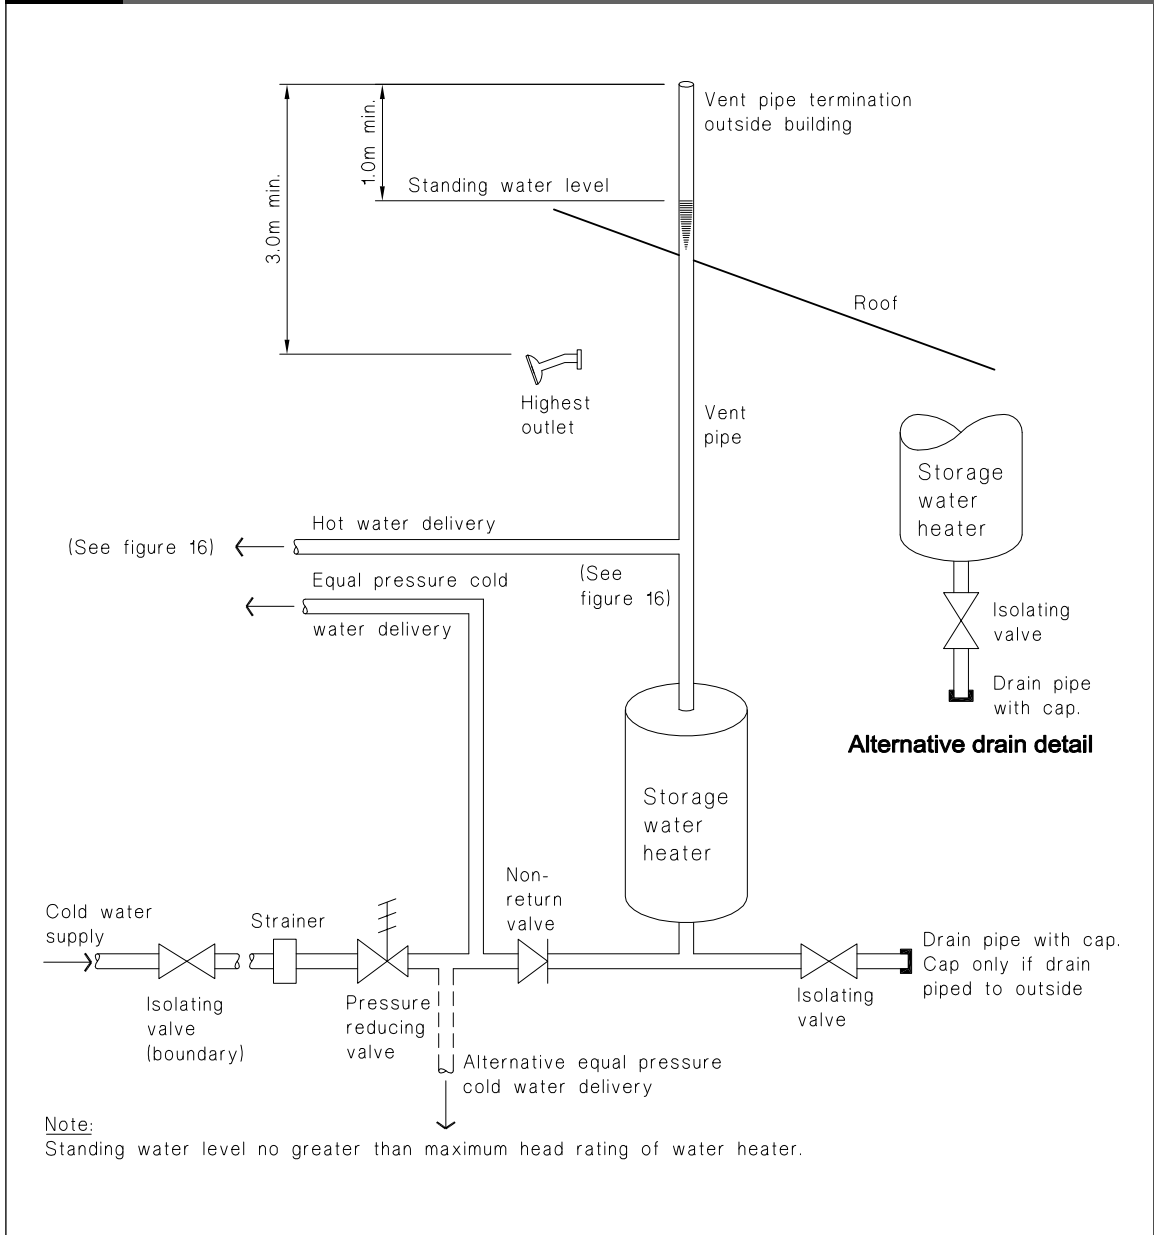 Vent pipe termination
outside building
1.0m min.
3.0m min.
Standing water level
Roof
Highest
outlet
Vent
pipe
Storage
water
heater
Hot water delivery
(See figure 16)
(See
figure 16)
Equal pressure cold
water delivery
Isolating
valve
Drain pipe
with cap.
Alternative drain detail
Storage
water
heater
Non-
return
valve
Cold water
supply
Strainer
Drain pipe with cap.
Cap only if drain
piped to outside
Isolating
valve
(boundary)
Pressure
reducing
valve
Isolating
valve
Alternative equal pressure
cold water delivery
Note:
Standing water level no greater than maximum head rating of water heater.